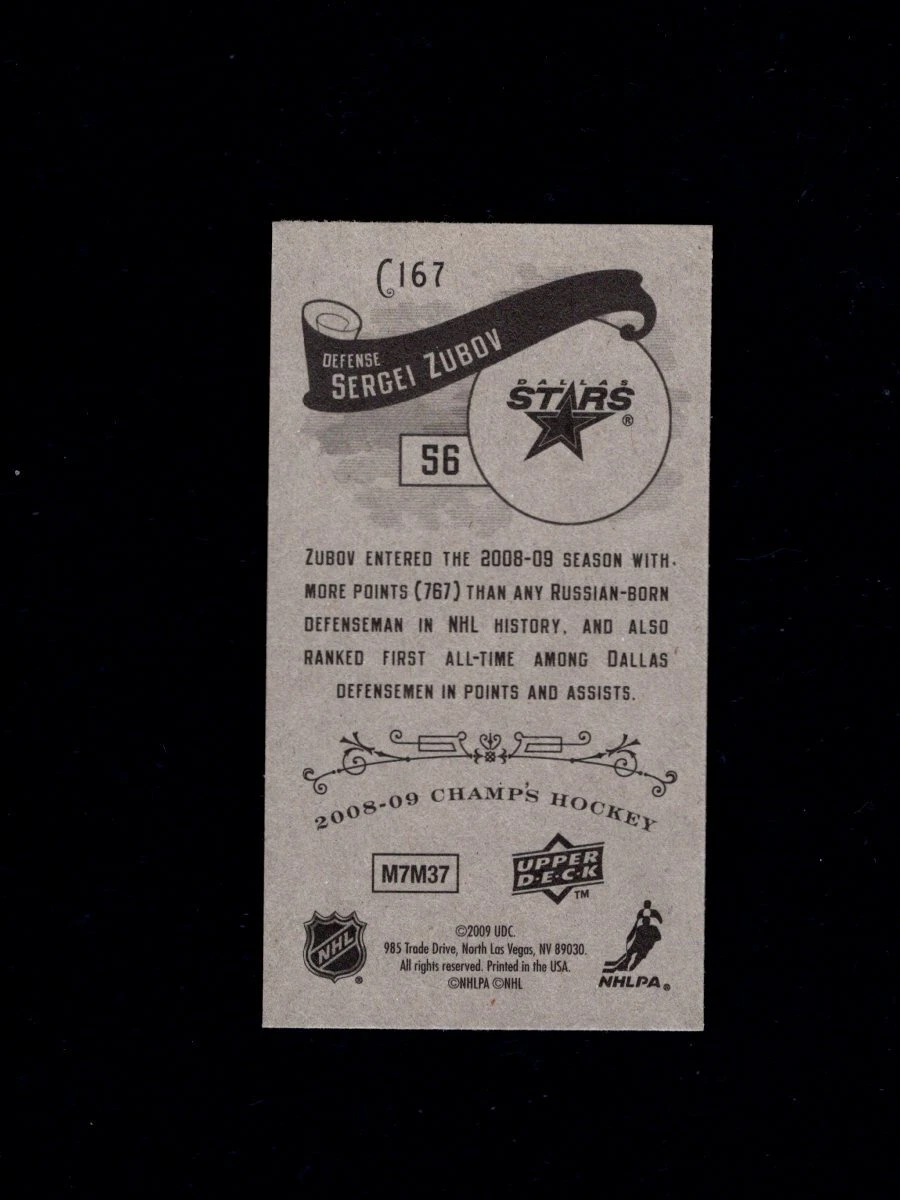 C167
DEFENSE
SERGEI ZUBOV
DALLAS
STARS
®
56
ZUBOV ENTERED THE 2008-09 SEASON WITH
MORE POINTS (767) THAN ANY RUSSIAN-BORN
DEFENSEMAN IN NHL HISTORY, AND ALSO
RANKED FIRST ALL-TIME AMONG DALLAS
DEFENSEMEN IN POINTS AND ASSISTS.
2008-09 CHAMP'S HOCKEY
M7M37
UPPER
D·E·C·K
TM
NHL
®
©2009 UDC.
985 Trade Drive, North Las Vegas, NV 89030.
All rights reserved. Printed in the USA.
©NHLPA ©NHL
NHLPA®